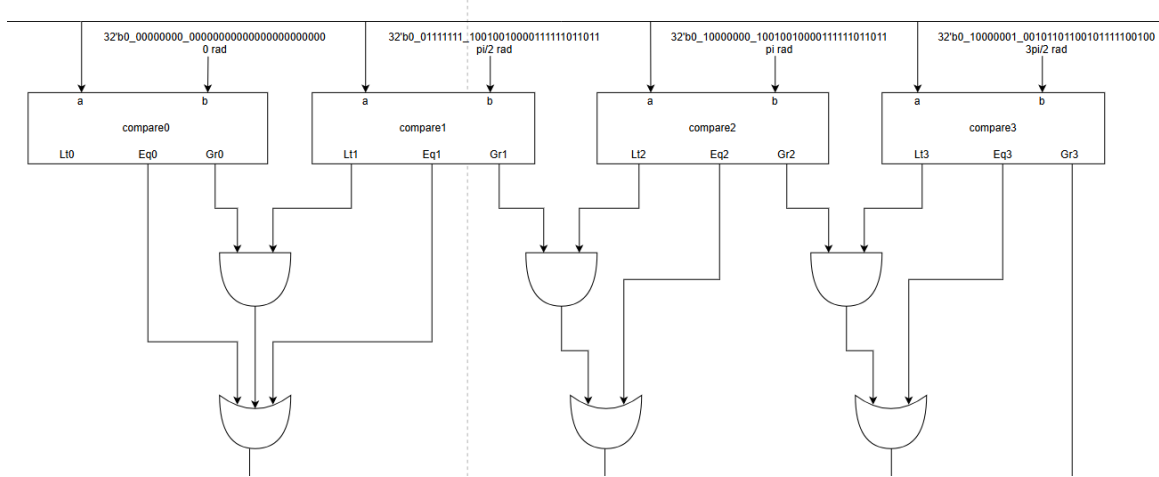 32'b0_00000000_00000000000000000000000
0 rad
32'b0_01111111_10010010000111111011011
pi/2 rad
32'b0_10000000_10010010000111111011011
pi rad
32'b0_10000001_00101101100101111100100
3pi/2 rad
a b
compare0
Lt0 Eq0 Gr0
a b
compare1
Lt1 Eq1 Gr1
a b
compare2
Lt2 Eq2 Gr2
a b
compare3
Lt3 Eq3 Gr3